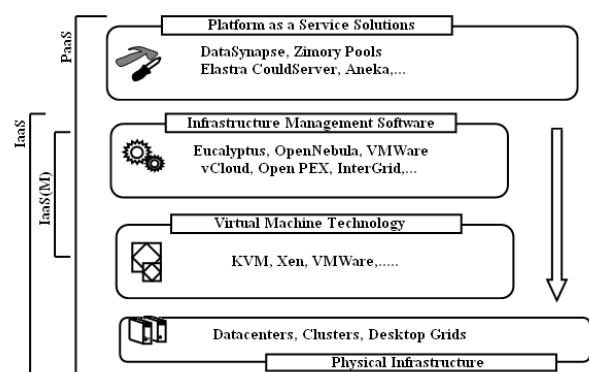 Platform as a Service Solutions
DataSynapse, Zimory Pools
Elastra CouldServer, Aneka,...
PaaS
IaaS
IaaS(M)
Infrastructure Management Software
Eucalyptus, OpenNebula, VMWare
vCloud, Open PEX, InterGrid,...
Virtual Machine Technology
KVM, Xen, VMWare,.....
Datacenters, Clusters, Desktop Grids
Physical Infrastructure